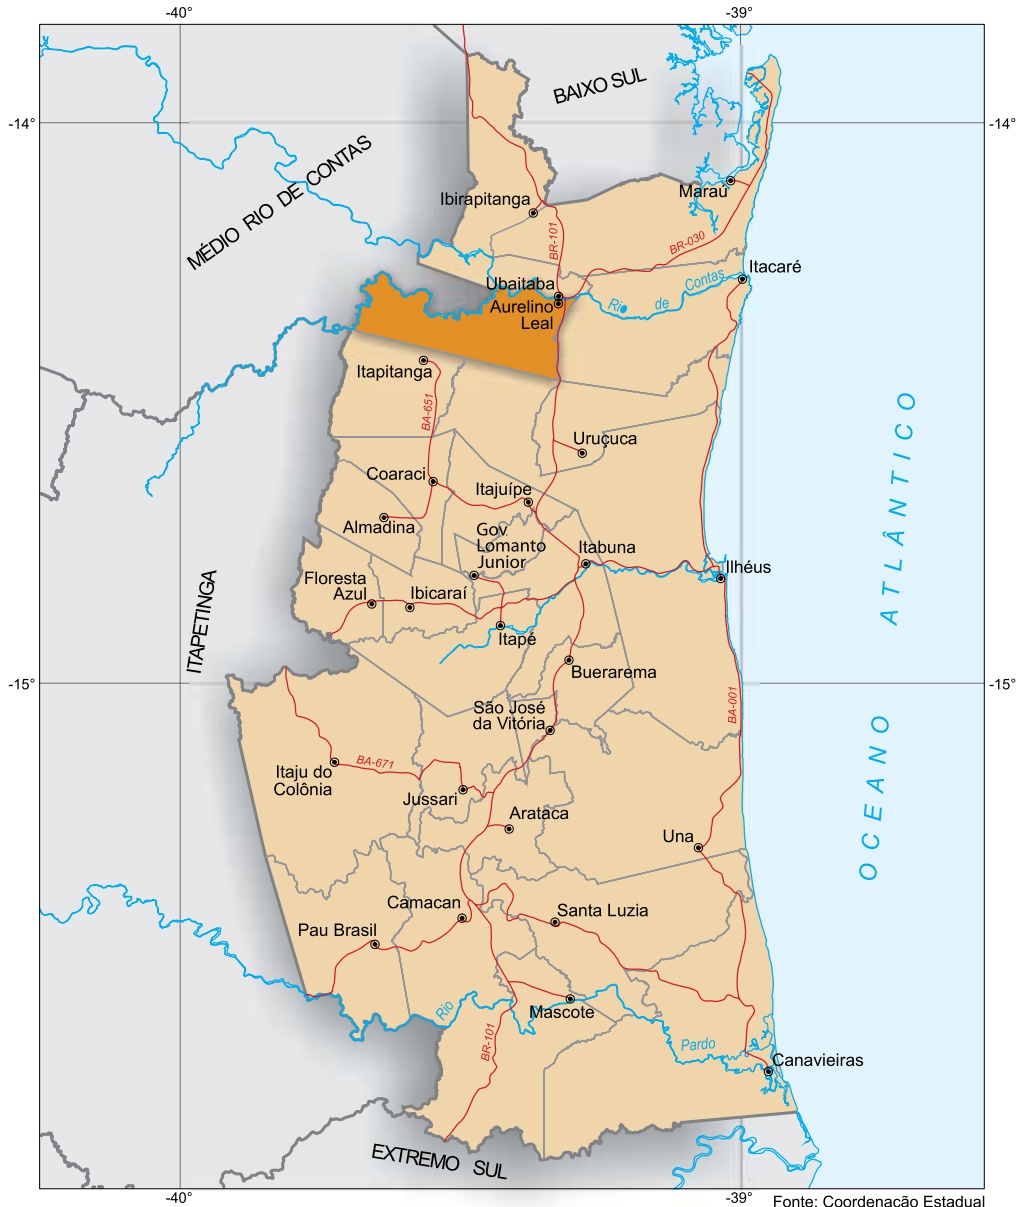 -40°
-39°
BAIXO SUL
-14°
-14°
MÉDIO RIO DE CONTAS
Maraú
Ibirapitanga
BR-101
BR-030
Itacaré
Ubaitaba
Contas
de
Rio
Aurelino
Leal
Itapitanga
BA-651
Uruçuca
Coaraci
Itajuípe
Almadina
Gov
Lomanto
Junior
Itabuna
Ilhéus
Floresta
Azul
Ibicaraí
ITAPETINGA
Itapé
Buerarema
-15°
-15°
BA-001
São José
da Vitória
OCEANO ATLÂNTICO
BA-671
Itaju do
Colônia
Jussari
Arataca
Una
Camacan
Santa Luzia
Pau Brasil
Rio
Mascote
BR-101
Pardo
Canavieiras
EXTREMO SUL
-40°
-39°
Fonte: Coordenacão Estadual